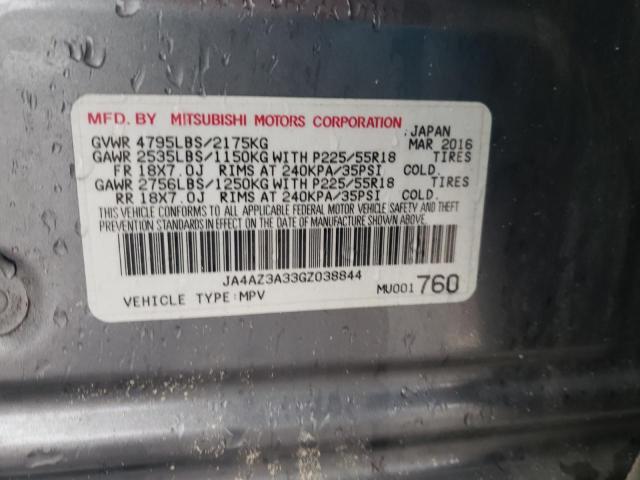 MFD. BY MITSUBISHI MOTORS CORPORATION
JAPAN
GVWR 4795LBS/2175KG MAR 2016
GAWR 2535LBS/1150KG WITH P225/55R18 TIRES
FR 18X7.0J RIMS AT 240KPA/35PSI COLD.
GAWR 2756LBS/1250KG WITH P225/55R18 TIRES
RR 18X7.0J RIMS AT 240KPA/35PSI COLD.
THIS VEHICLE CONFORMS TO ALL APPLICABLE FEDERAL MOTOR VEHICLE SAFETY AND THEFT
PREVENTION STANDARDS IN EFFECT ON THE DATE OF MANUFACTURE SHOWN ABOVE.
JA4AZ3A33GZ038844
VEHICLE TYPE:MPV MU001 760